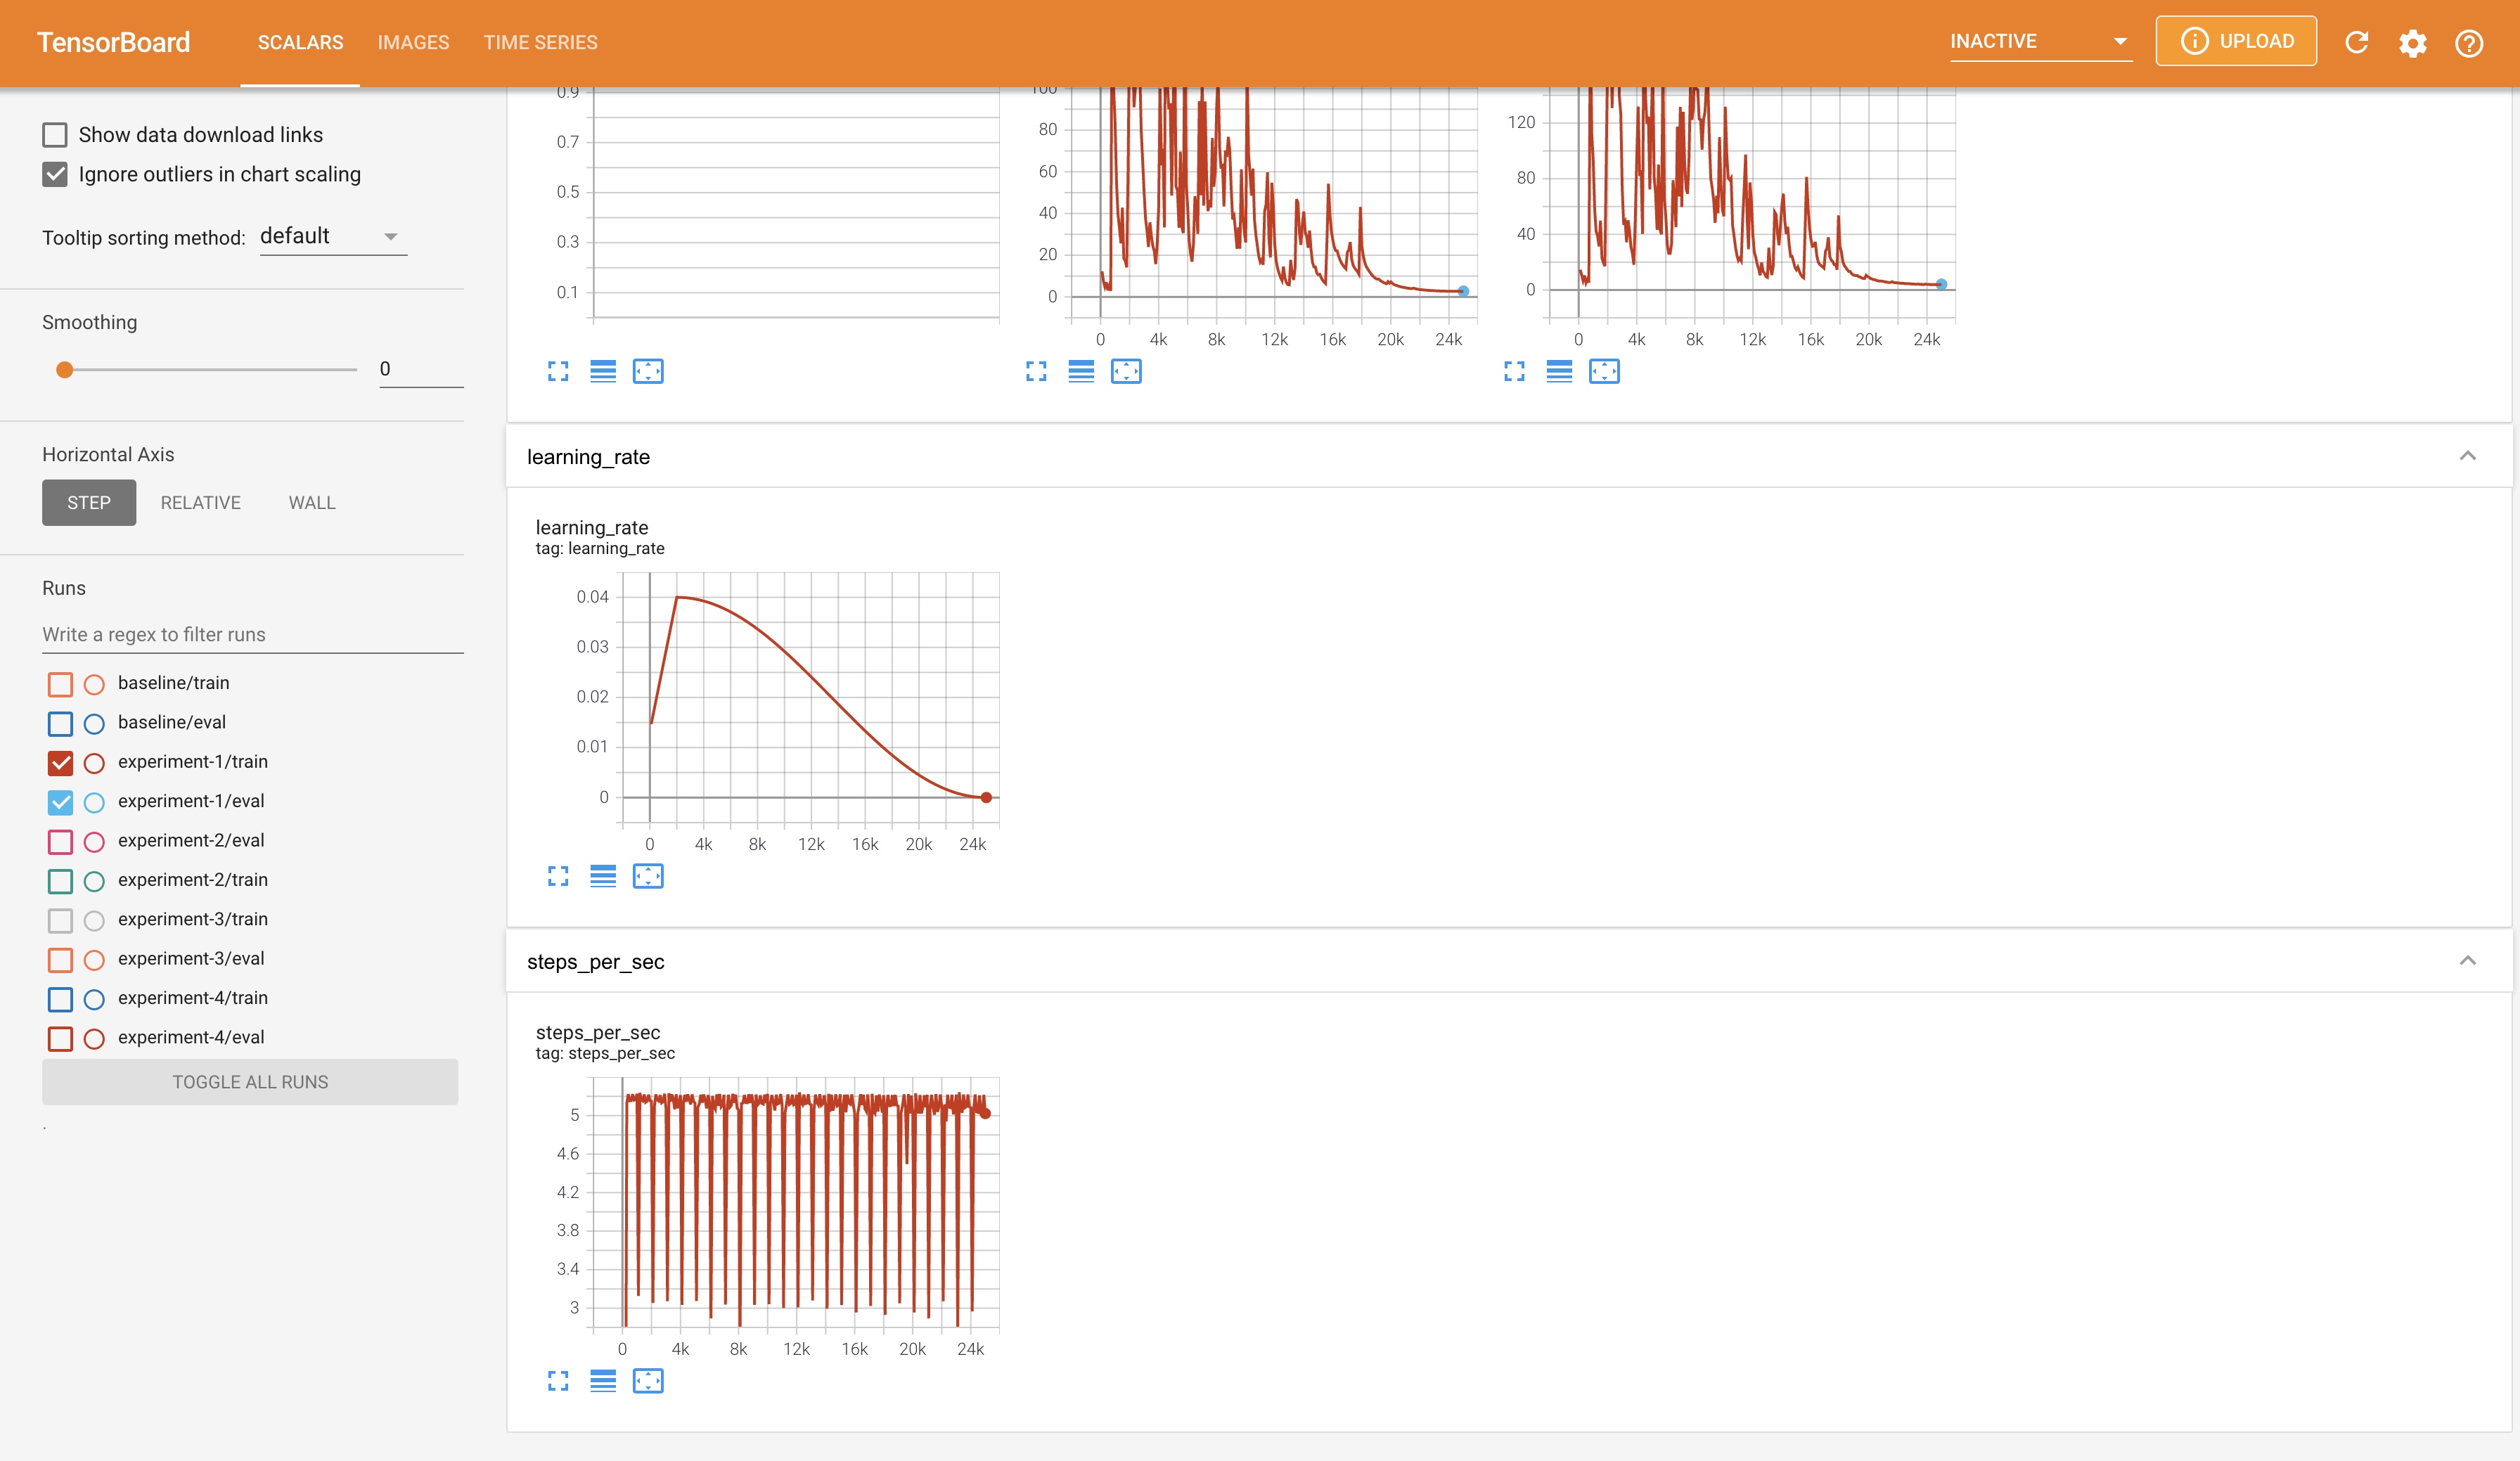 TensorBoard SCALARS IMAGES TIME SERIES INACTIVE UPLOAD
Show data download links
Ignore outliers in chart scaling
Tooltip sorting method: default
Smoothing
0
Horizontal Axis
STEP RELATIVE WALL
Runs
Write a regex to filter runs
baseline/train
baseline/eval
experiment-1/train
experiment-1/eval
experiment-2/eval
experiment-2/train
experiment-3/train
experiment-3/eval
experiment-4/train
experiment-4/eval
TOGGLE ALL RUNS
.
0.9
0.7
0.5
0.3
0.1
100
80
60
40
20
0
0 4k 8k 12k 16k 20k 24k
120
80
40
0
0 4k 8k 12k 16k 20k 24k
learning_rate
learning_rate
tag: learning_rate
0.04
0.03
0.02
0.01
0
0 4k 8k 12k 16k 20k 24k
steps_per_sec
steps_per_sec
tag: steps_per_sec
5
4.6
4.2
3.8
3.4
3
0 4k 8k 12k 16k 20k 24k